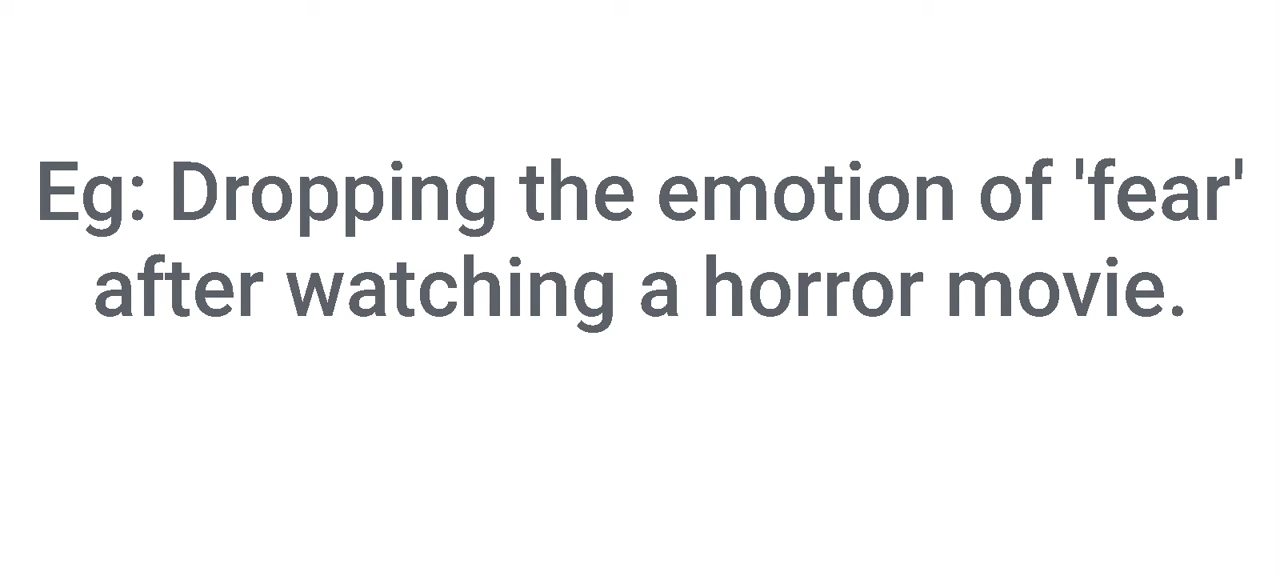 Eg: Dropping the emotion of 'fear'
after watching a horror movie.